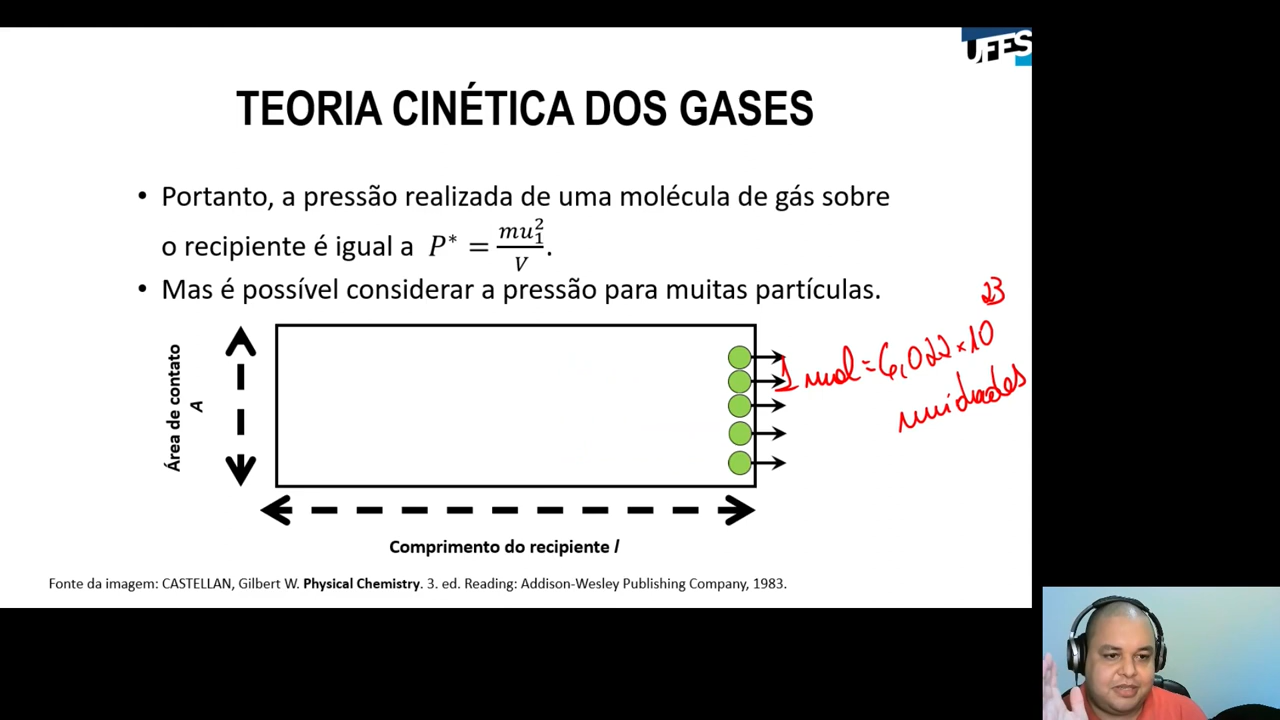 UFES
TEORIA CINÉTICA DOS GASES
• Portanto, a pressão realizada de uma molécula de gás sobre
o recipiente é igual a P* = mu₁²/V.
• Mas é possível considerar a pressão para muitas partículas.
1 mol = 6,022 × 10²³
unidades
Área de contato
A
Comprimento do recipiente l
Fonte da imagem: CASTELLAN, Gilbert W. Physical Chemistry. 3. ed. Reading: Addison-Wesley Publishing Company, 1983.